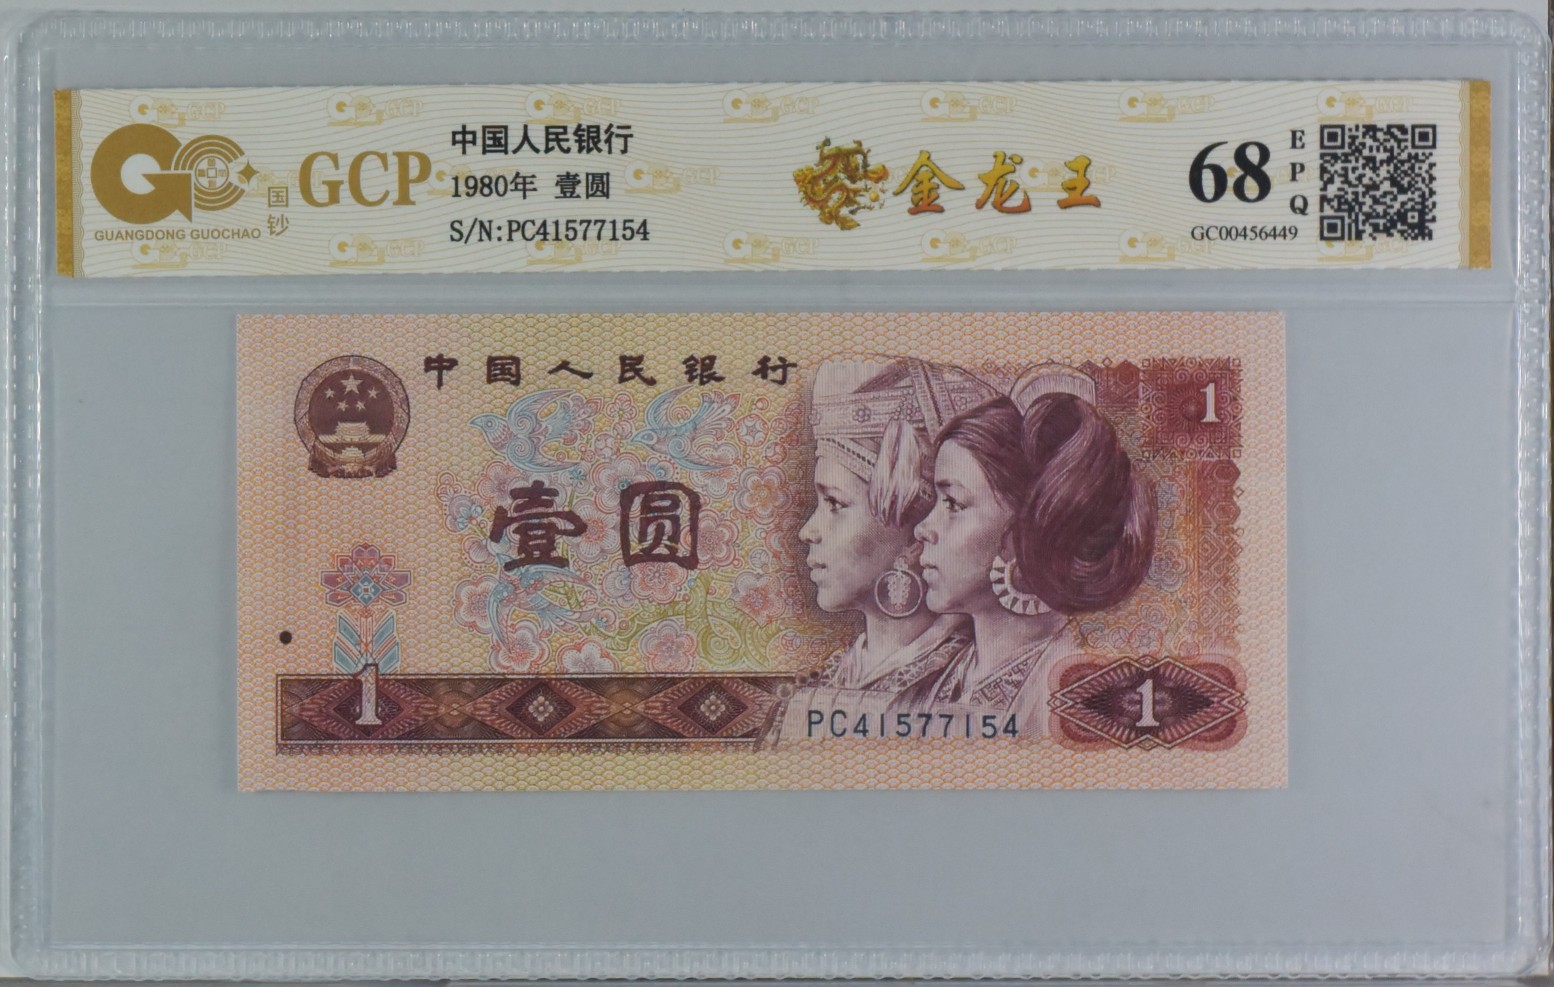 国钞
GCP
GUANGDONG GUOCHAO
中国人民银行
1980年 壹圆
S/N:PC41577154
金龙王
68
EPQ
GC00456449
中国人民银行
1
壹圆
1
PC41577154
1